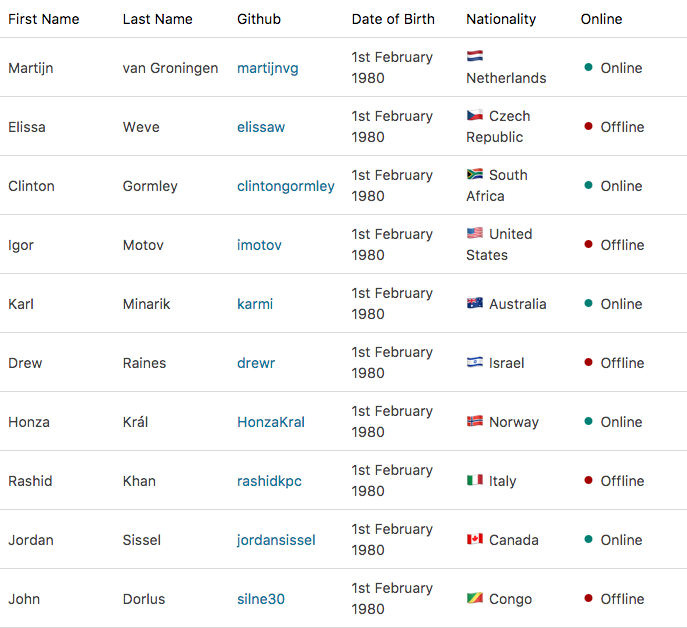 First Name Last Name Github Date of Birth Nationality Online
Martijn van Groningen martijnvg 1st February 1980 Netherlands Online
Elissa Weve elissaw 1st February 1980 Czech Republic Offline
Clinton Gormley clintongormley 1st February 1980 South Africa Online
Igor Motov imotov 1st February 1980 United States Offline
Karl Minarik karmi 1st February 1980 Australia Online
Drew Raines drewr 1st February 1980 Israel Offline
Honza Král HonzaKral 1st February 1980 Norway Online
Rashid Khan rashidkpc 1st February 1980 Italy Offline
Jordan Sissel jordansissel 1st February 1980 Canada Online
John Dorlus silne30 1st February 1980 Congo Offline